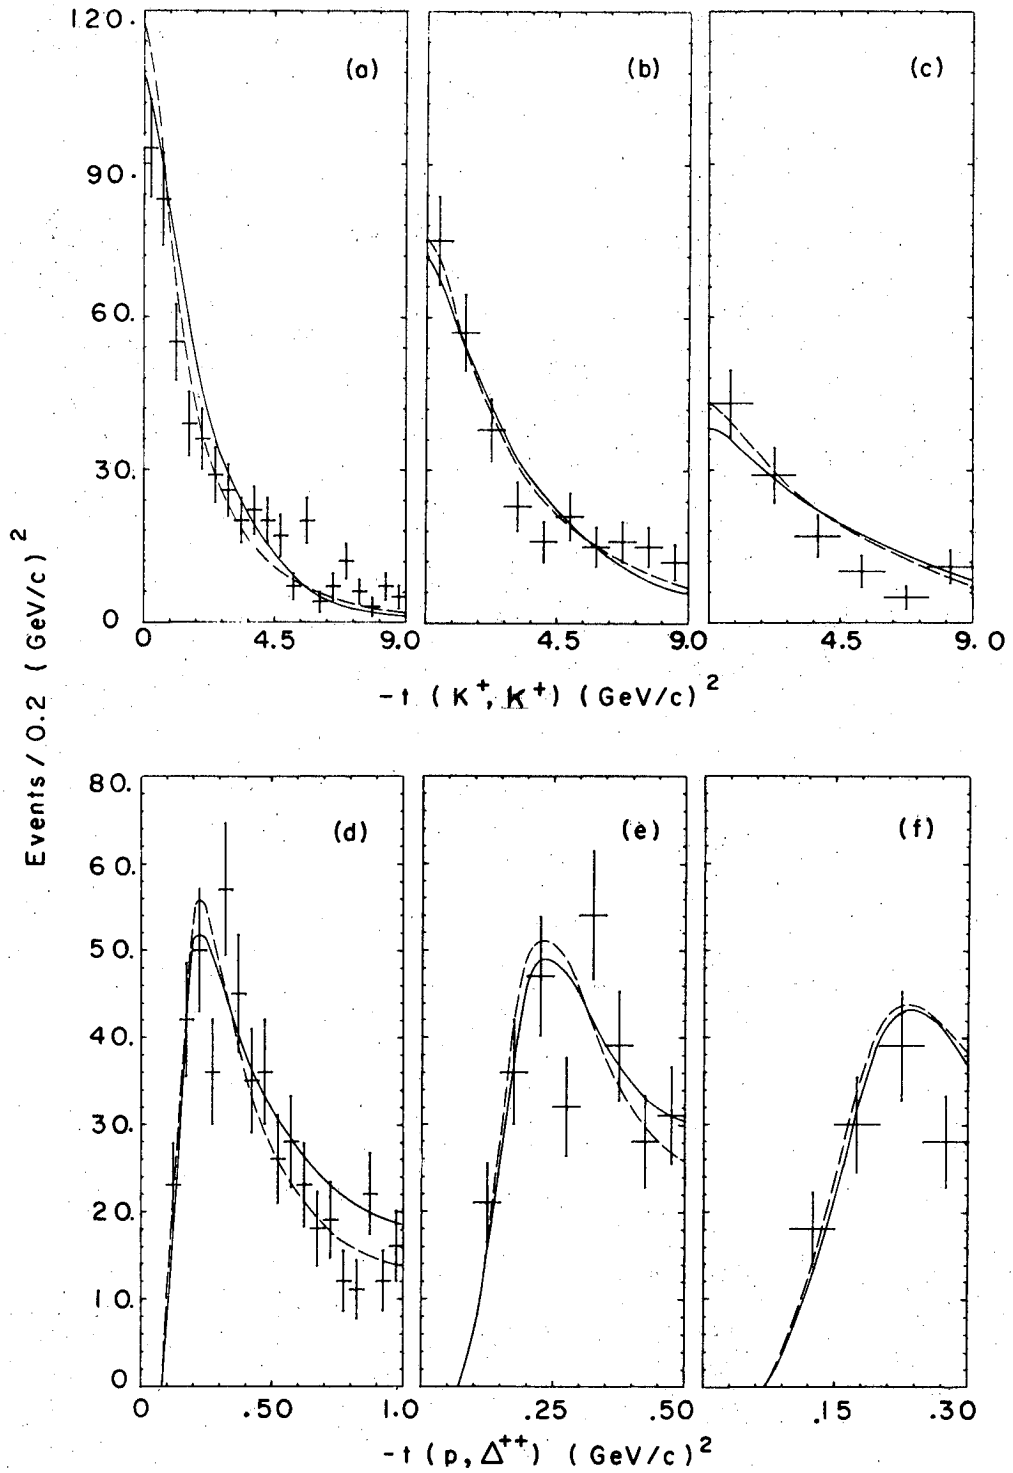 120.
90.
60.
30.
0
(a)
(b)
(c)
0 4.5 9.0 4.5 9.0 4.5 9.0
-t (K⁺, K⁺) (GeV/c)²
Events / 0.2 (GeV/c)²
80.
60.
50.
40.
30.
20.
10.
0
(d)
(e)
(f)
0 .50 1.0 .25 .50 .15 .30
-t (p, Δ⁺⁺) (GeV/c)²